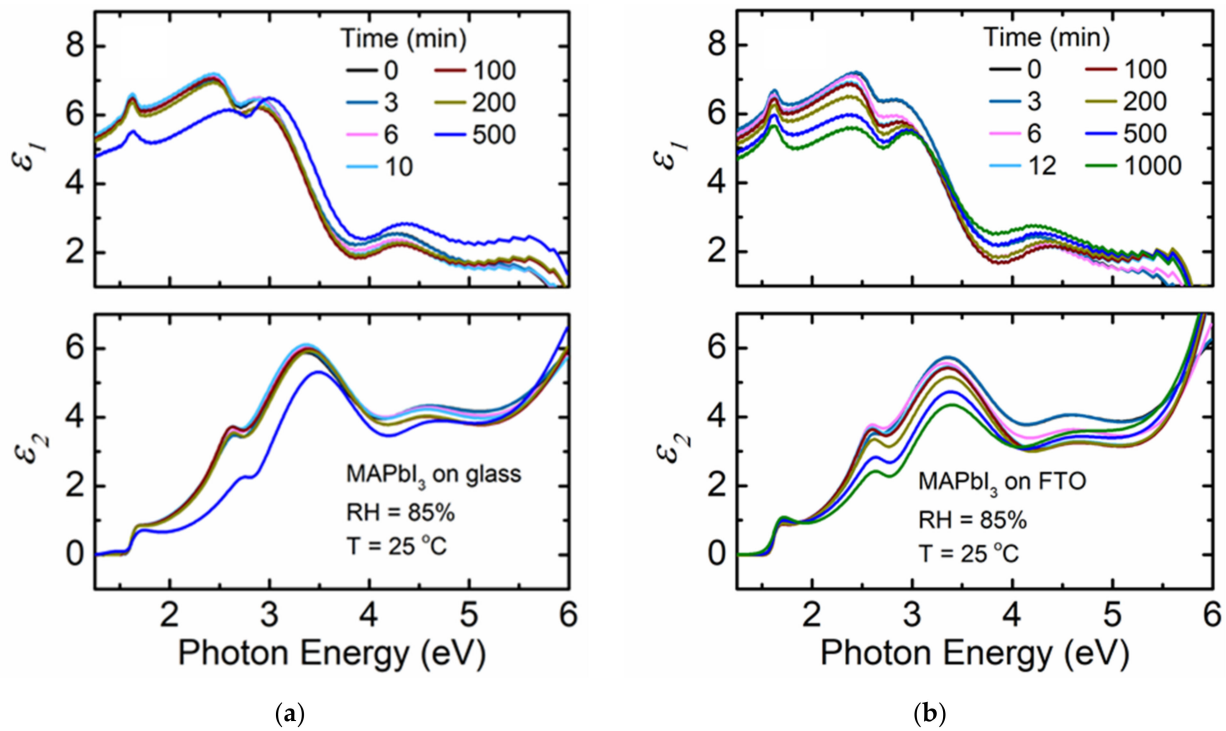 Time (min)
0 100
3 200
6 500
10
8
6
4
2
ε1
6
4
2
0
ε2
MAPbI3 on glass
RH = 85%
T = 25 °C
2 3 4 5 6
Photon Energy (eV)
(a)
Time (min)
0 100
3 200
6 500
12 1000
8
6
4
2
ε1
6
4
2
0
ε2
MAPbI3 on FTO
RH = 85%
T = 25 °C
2 3 4 5 6
Photon Energy (eV)
(b)